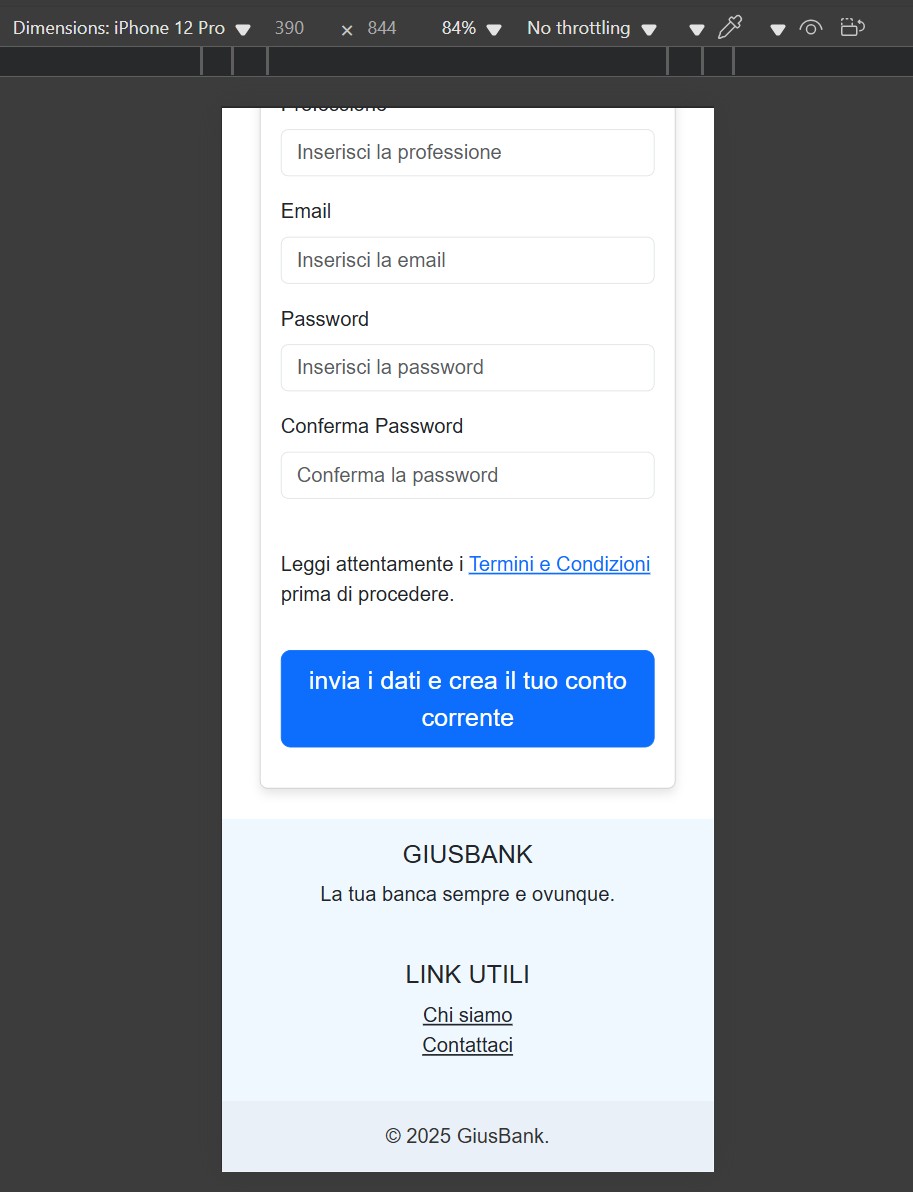 Dimensions: iPhone 12 Pro 390 × 844 84% No throttling
Professione
Inserisci la professione
Email
Inserisci la email
Password
Inserisci la password
Conferma Password
Conferma la password
Leggi attentamente i Termini e Condizioni
prima di procedere.
invia i dati e crea il tuo conto
corrente
GIUSBANK
La tua banca sempre e ovunque.
LINK UTILI
Chi siamo
Contattaci
© 2025 GiusBank.